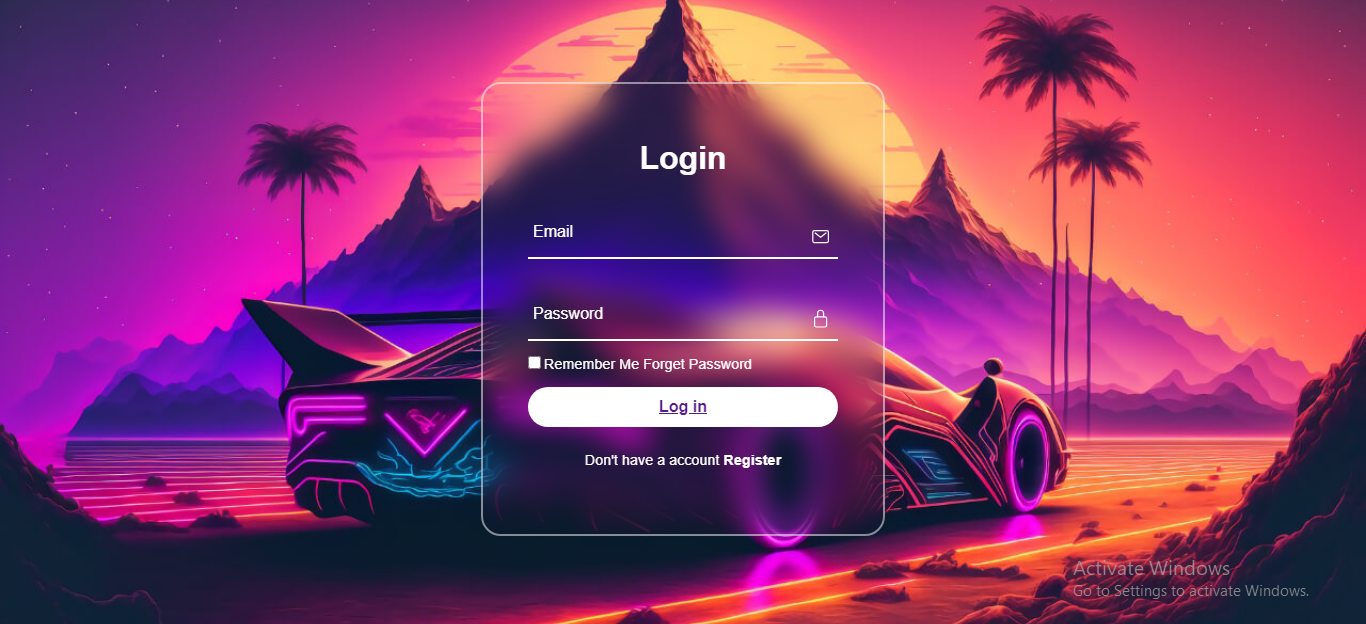 Login
Email
Password
Remember Me Forget Password
Log in
Don't have a account Register
Activate Windows
Go to Settings to activate Windows.